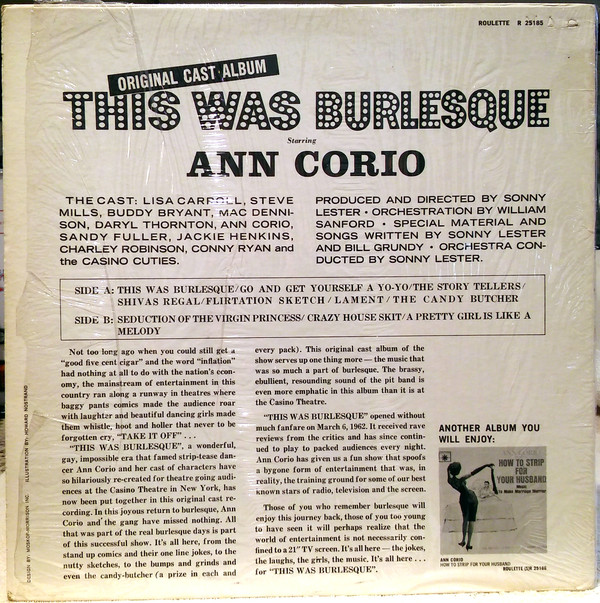 ROULETTE R 25185
ORIGINAL CAST ALBUM
THIS WAS BURLESQUE
Starring
ANN CORIO
THE CAST: LISA CARROLL, STEVE
MILLS, BUDDY BRYANT, MAC DENNI-
SON, DARYL THORNTON, ANN CORIO,
SANDY FULLER, JACKIE HENKINS,
CHARLEY ROBINSON, CONNY RYAN and
the CASINO CUTIES.
PRODUCED AND DIRECTED BY SONNY
LESTER • ORCHESTRATION BY WILLIAM
SANFORD • SPECIAL MATERIAL AND
SONGS WRITTEN BY SONNY LESTER
AND BILL GRUNDY • ORCHESTRA CON-
DUCTED BY SONNY LESTER.
SIDE A: THIS WAS BURLESQUE/GO AND GET YOURSELF A YO-YO/THE STORY TELLERS/
SHIVAS REGAL/FLIRTATION SKETCH/LAMENT/THE CANDY BUTCHER
SIDE B: SEDUCTION OF THE VIRGIN PRINCESS/CRAZY HOUSE SKIT/A PRETTY GIRL IS LIKE A
MELODY
Not too long ago when you could still get a
"good five cent cigar" and the word "inflation"
had nothing at all to do with the nation's econ-
omy, the mainstream of entertainment in this
country ran along a runway in theatres where
baggy pants comics made the audience roar
with laughter and beautiful dancing girls made
them whistle, hoot and holler that never to be
forgotten cry, "TAKE IT OFF" . . .
"THIS WAS BURLESQUE", a wonderful,
gay, impossible era that famed strip-tease dan-
cer Ann Corio and her cast of characters have
so hilariously re-created for theatre going audi-
ences at the Casino Theatre in New York, has
now been put together in this original cast re-
cording. In this joyous return to burlesque, Ann
Corio and the gang have missed nothing. All
that was part of the real burlesque days is part
of this successful show. It's all here, from the
stand up comics and their one line jokes, to the
nutty sketches, to the bumps and grinds and
even the candy-butcher (a prize in each and
every pack). This original cast album of the
show serves up one thing more — the music that
was so much a part of burlesque. The brassy,
ebullient, resounding sound of the pit band is
even more emphatic in this album than it is at
the Casino Theatre.
"THIS WAS BURLESQUE" opened without
much fanfare on March 6, 1962. It received rave
reviews from the critics and has since contin-
ued to play to packed audiences every night.
Ann Corio has given us a fun show that spoofs
a bygone form of entertainment that was, in
reality, the training ground for some of our best
known stars of radio, television and the screen.
Those of you who remember burlesque will
enjoy this journey back, those of you too young
to have seen it will perhaps realize that the
world of entertainment is not necessarily con-
fined to a 21" TV screen. It's all here — the jokes,
the laughs, the girls, the music. It's all here . . .
for "THIS WAS BURLESQUE".
ANOTHER ALBUM YOU
WILL ENJOY:
HOW TO STRIP
FOR
YOUR HUSBAND
To Make Marriage Merrier
ANN CORIO
HOW TO STRIP FOR YOUR HUSBAND
ROULETTE (S)R 25186
ILLUSTRATION BY: HOWARD NOSTRAND